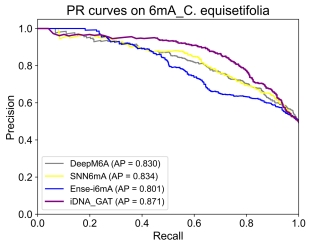 PR curves on 6mA_C. equisetifolia
Precision
1.0
0.8
0.6
0.4
0.2
0.0
DeepM6A (AP = 0.830)
SNN6mA (AP = 0.834)
Ense-i6mA (AP = 0.801)
iDNA_GAT (AP = 0.871)
0.0 0.2 0.4 0.6 0.8 1.0
Recall